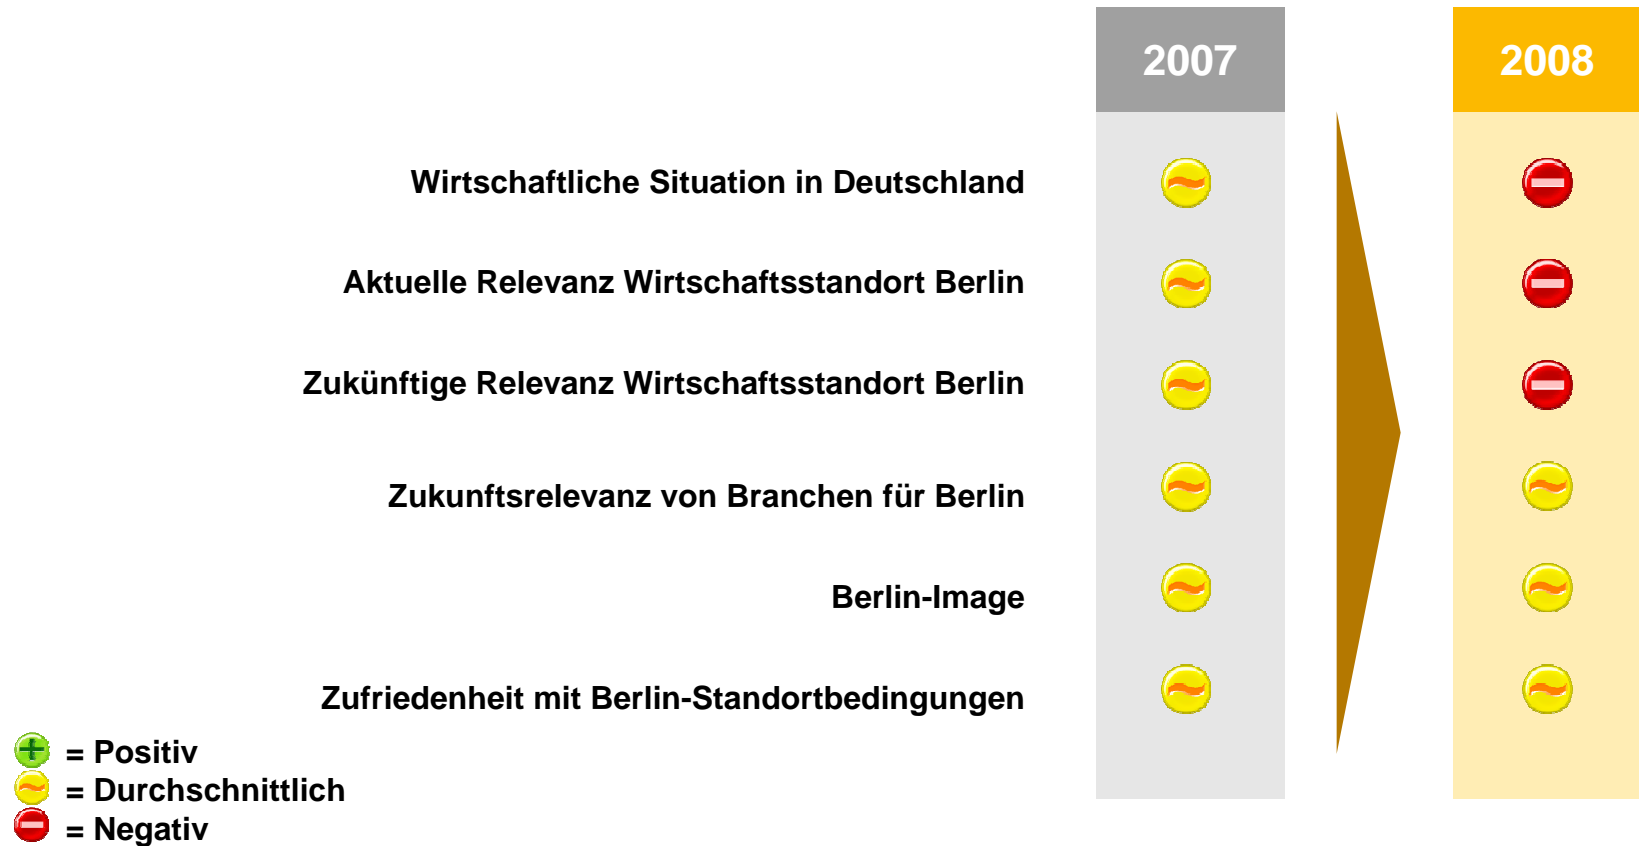 2007
2008
Wirtschaftliche Situation in Deutschland
Aktuelle Relevanz Wirtschaftsstandort Berlin
Zukünftige Relevanz Wirtschaftsstandort Berlin
Zukunftsrelevanz von Branchen für Berlin
Berlin-Image
Zufriedenheit mit Berlin-Standortbedingungen
= Positiv
= Durchschnittlich
= Negativ